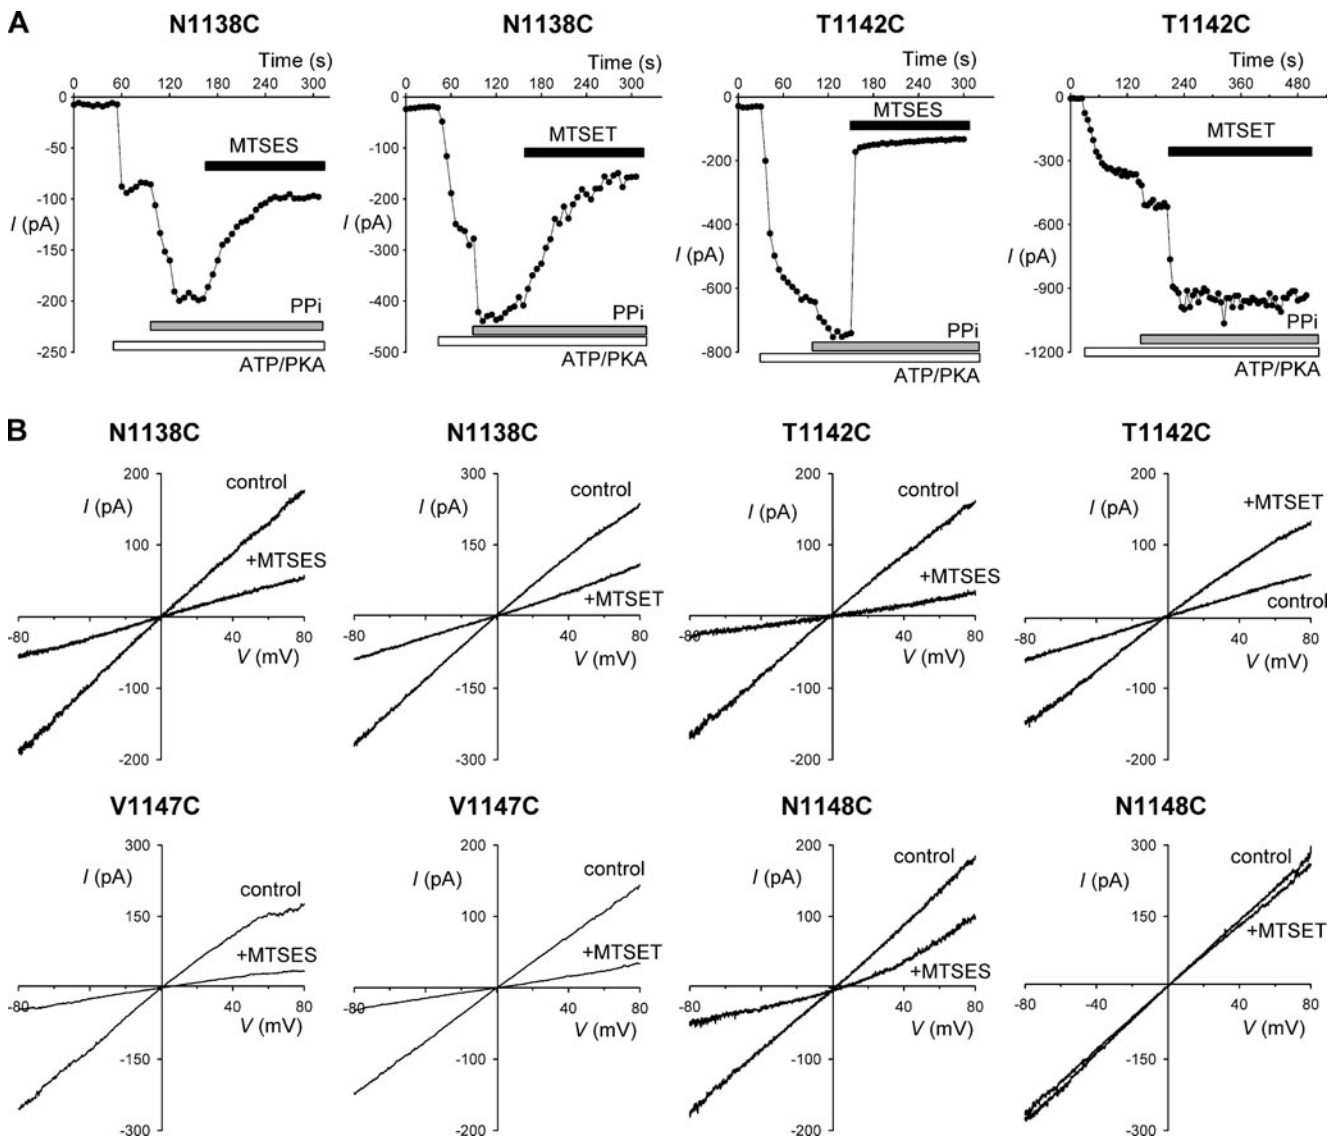 A
N1138C
Time (s)
0 60 120 180 240 300
0
-50
-100
-150
-200
-250
I (pA)
MTSES
PPi
ATP/PKA
N1138C
Time (s)
0 60 120 180 240 300
0
-100
-200
-300
-400
-500
I (pA)
MTSET
PPi
ATP/PKA
T1142C
Time (s)
0 60 120 180 240 300
0
-200
-400
-600
-800
I (pA)
MTSES
PPi
ATP/PKA
T1142C
Time (s)
0 120 240 360 480
0
-300
-600
-900
-1200
I (pA)
MTSET
PPi
ATP/PKA
B
N1138C
200
I (pA)
control
100
+MTSES
-80 40 80
V (mV)
-100
-200
N1138C
300
I (pA)
control
150
+MTSET
-80 40 80
V (mV)
-150
-300
T1142C
200
I (pA)
control
100
+MTSES
-80 40 80
V (mV)
-100
-200
T1142C
200
I (pA)
+MTSET
100
control
-80 40 80
V (mV)
-100
-200
V1147C
300
I (pA)
control
150
+MTSES
-80 40 80
V (mV)
-150
-300
V1147C
200
I (pA)
control
100
+MTSET
-80 40 80
V (mV)
-100
-200
N1148C
200
I (pA)
control
100
+MTSES
-80 40 80
V (mV)
-100
-200
N1148C
300
I (pA)
control
150
+MTSET
-80 -40 40 80
V (mV)
-150
-300